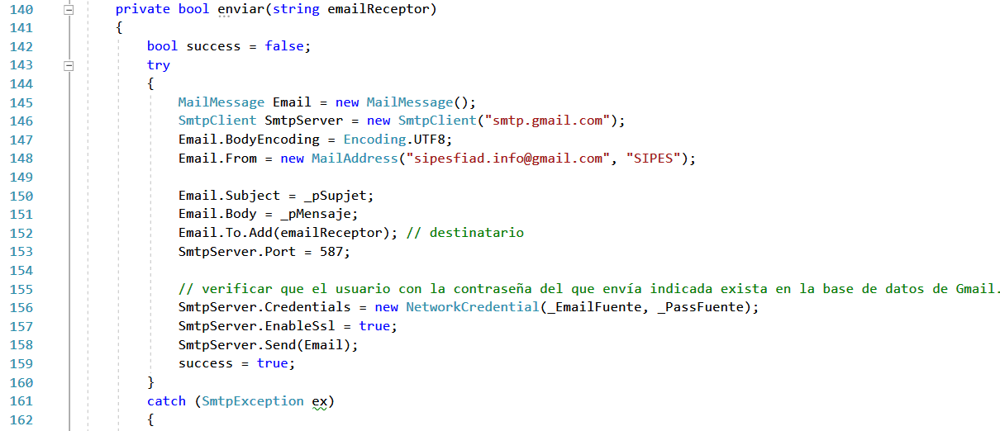 140 private bool enviar(string emailReceptor)
141 {
142 bool success = false;
143 try
144 {
145 MailMessage Email = new MailMessage();
146 SmtpClient SmtpServer = new SmtpClient("smtp.gmail.com");
147 Email.BodyEncoding = Encoding.UTF8;
148 Email.From = new MailAddress("sipesfiad.info@gmail.com", "SIPES");
149
150 Email.Subject = _pSupjet;
151 Email.Body = _pMensaje;
152 Email.To.Add(emailReceptor); // destinatario
153 SmtpServer.Port = 587;
154
155 // verificar que el usuario con la contraseña del que envía indicada exista en la base de datos de Gmail.
156 SmtpServer.Credentials = new NetworkCredential(_EmailFuente, _PassFuente);
157 SmtpServer.EnableSsl = true;
158 SmtpServer.Send(Email);
159 success = true;
160 }
161 catch (SmtpException ex)
162 {